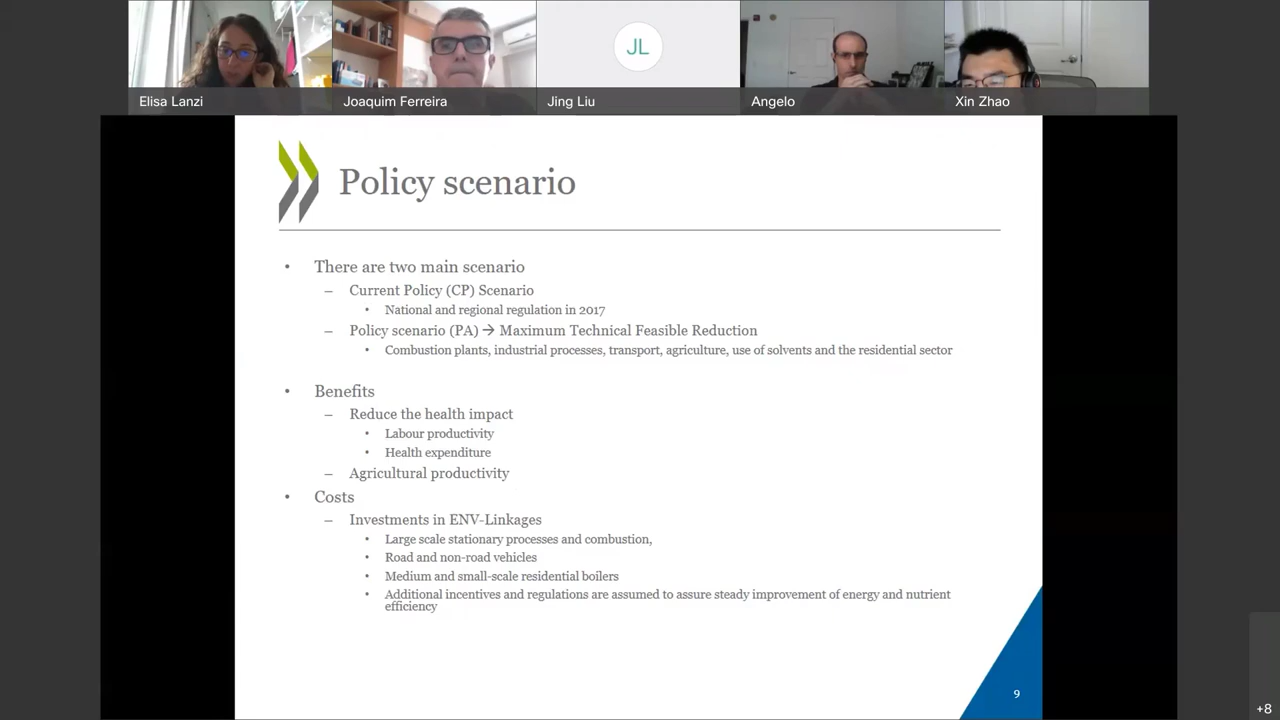 Elisa Lanzi
Joaquim Ferreira
JL
Jing Liu
Angelo
Xin Zhao
Policy scenario
• There are two main scenario
– Current Policy (CP) Scenario
• National and regional regulation in 2017
– Policy scenario (PA) → Maximum Technical Feasible Reduction
• Combustion plants, industrial processes, transport, agriculture, use of solvents and the residential sector
• Benefits
– Reduce the health impact
• Labour productivity
• Health expenditure
– Agricultural productivity
• Costs
– Investments in ENV-Linkages
• Large scale stationary processes and combustion,
• Road and non-road vehicles
• Medium and small-scale residential boilers
• Additional incentives and regulations are assumed to assure steady improvement of energy and nutrient
efficiency
9
+8